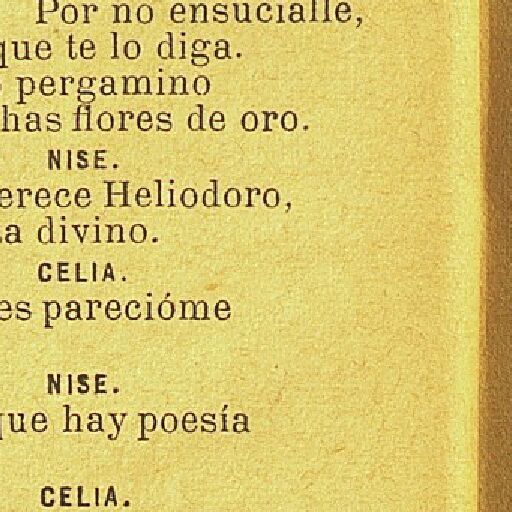 Por no ensucialle,
que te lo diga.
pergamino
has flores de oro.
NISE.
erece Heliodoro,
a divino.
CELIA.
es parecióme
NISE.
que hay poesía
CELIA.